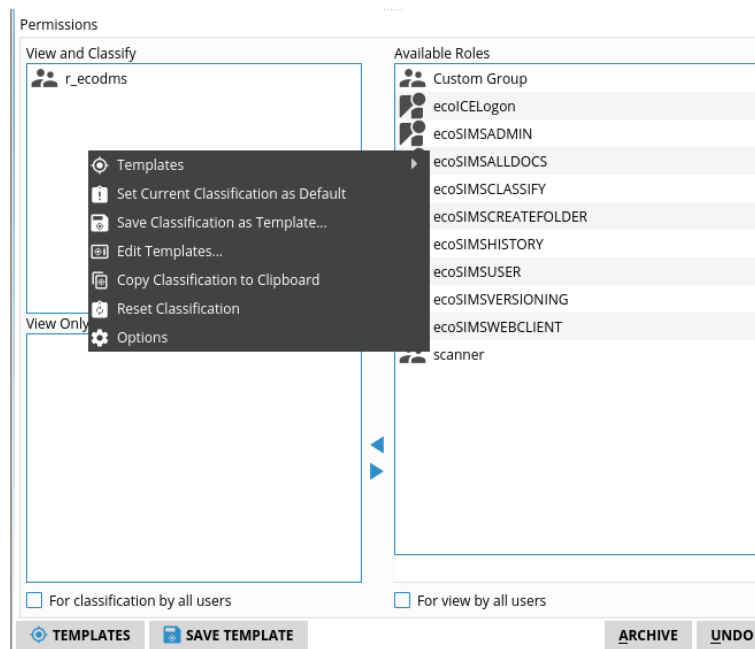 Permissions
View and Classify
r_ecodms
Available Roles
Custom Group
ecoICELogon
ecoSIMSADMIN
ecoSIMSALLDOCS
ecoSIMSCLASSIFY
ecoSIMSCREATEFOLDER
ecoSIMSHISTORY
ecoSIMSUSER
ecoSIMSVERSIONING
ecoSIMSWEBCLIENT
scanner
Templates
Set Current Classification as Default
Save Classification as Template...
Edit Templates...
Copy Classification to Clipboard
Reset Classification
Options
View Only
For classification by all users
For view by all users
TEMPLATES
SAVE TEMPLATE
ARCHIVE
UNDO